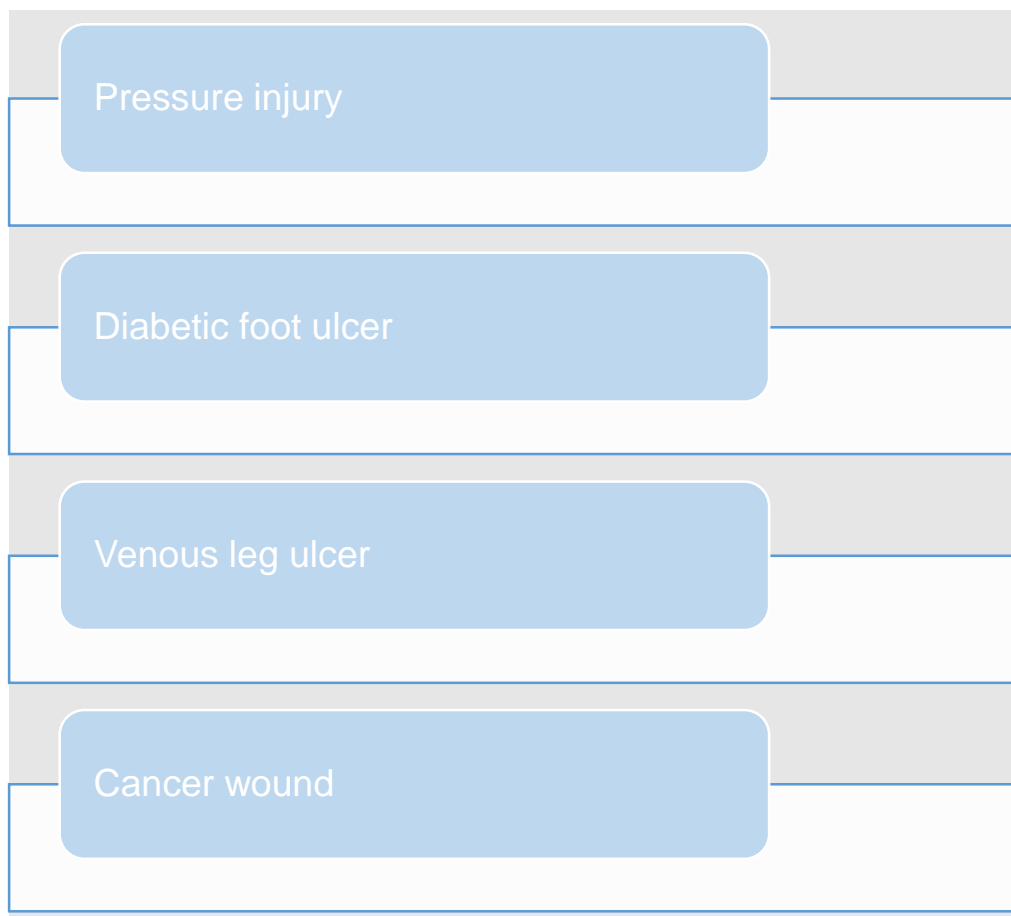 Pressure injury
Diabetic foot ulcer
Venous leg ulcer
Cancer wound